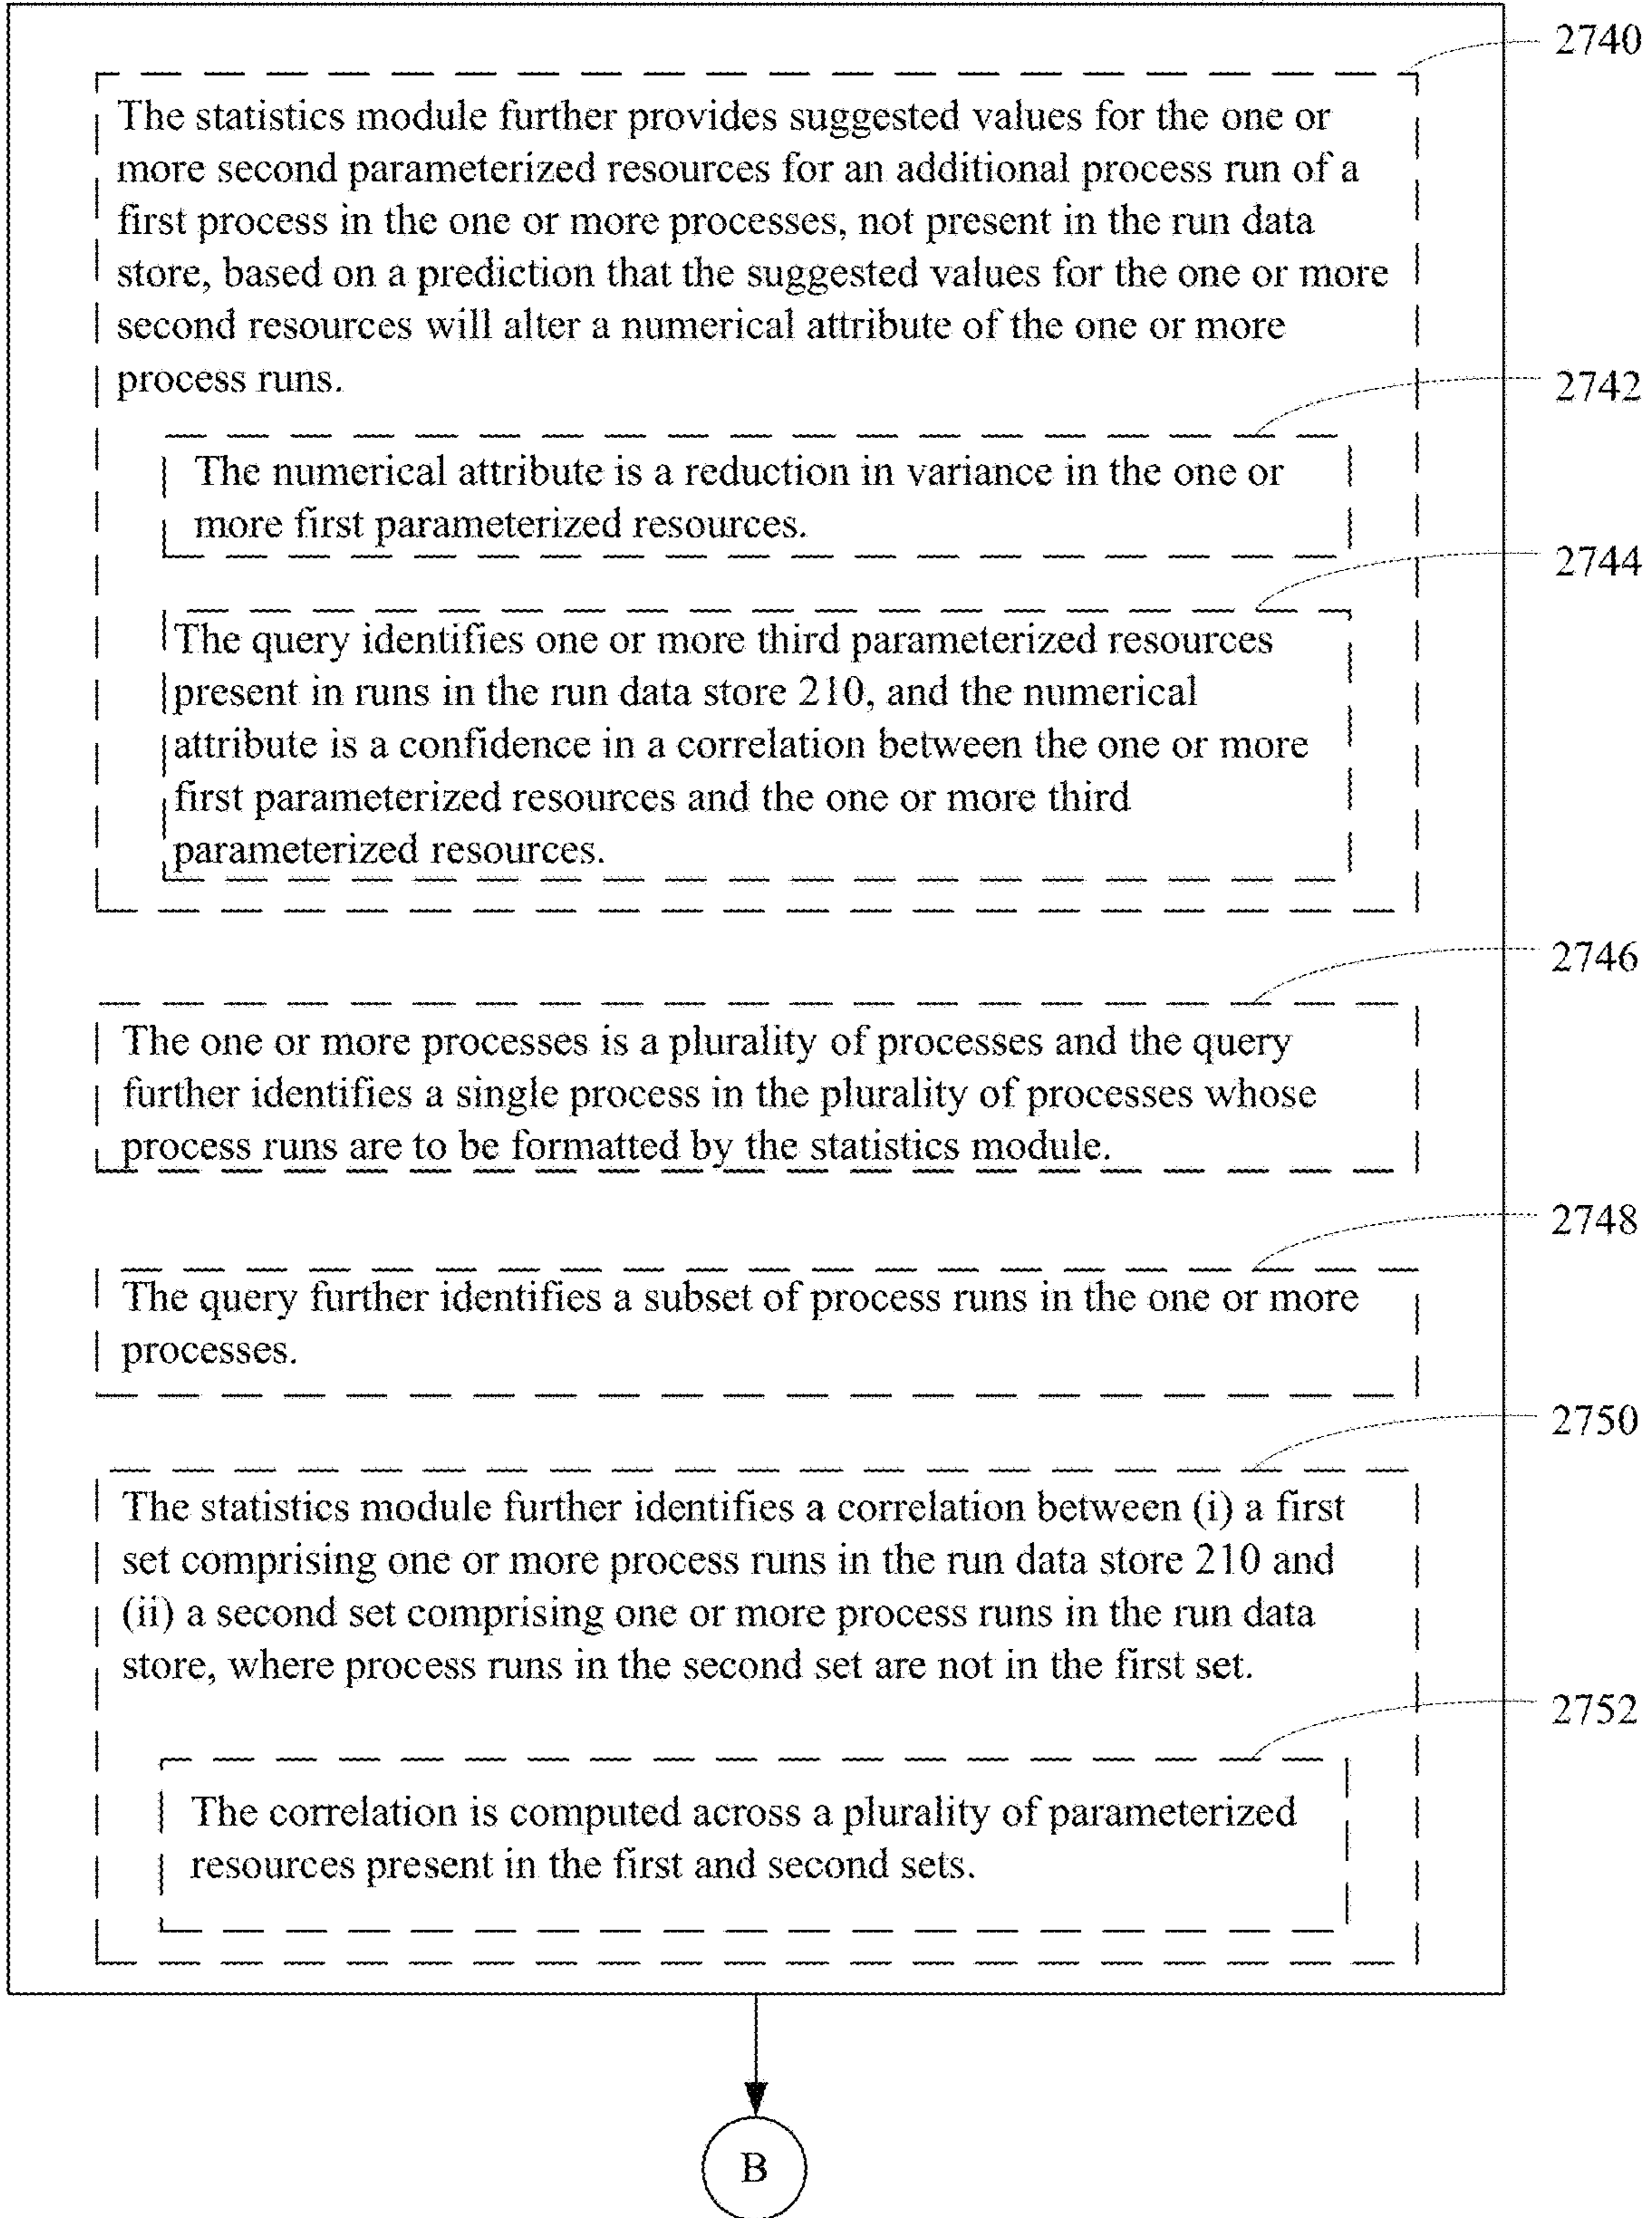 2740
The statistics module further provides suggested values for the one or
more second parameterized resources for an additional process run of a
first process in the one or more processes, not present in the run data
store, based on a prediction that the suggested values for the one or more
second resources will alter a numerical attribute of the one or more
process runs.
2742
The numerical attribute is a reduction in variance in the one or
more first parameterized resources.
2744
The query identifies one or more third parameterized resources
present in runs in the run data store 210, and the numerical
attribute is a confidence in a correlation between the one or more
first parameterized resources and the one or more third
parameterized resources.
2746
The one or more processes is a plurality of processes and the query
further identifies a single process in the plurality of processes whose
process runs are to be formatted by the statistics module.
2748
The query further identifies a subset of process runs in the one or more
processes.
2750
The statistics module further identifies a correlation between (i) a first
set comprising one or more process runs in the run data store 210 and
(ii) a second set comprising one or more process runs in the run data
store, where process runs in the second set are not in the first set.
2752
The correlation is computed across a plurality of parameterized
resources present in the first and second sets.
B